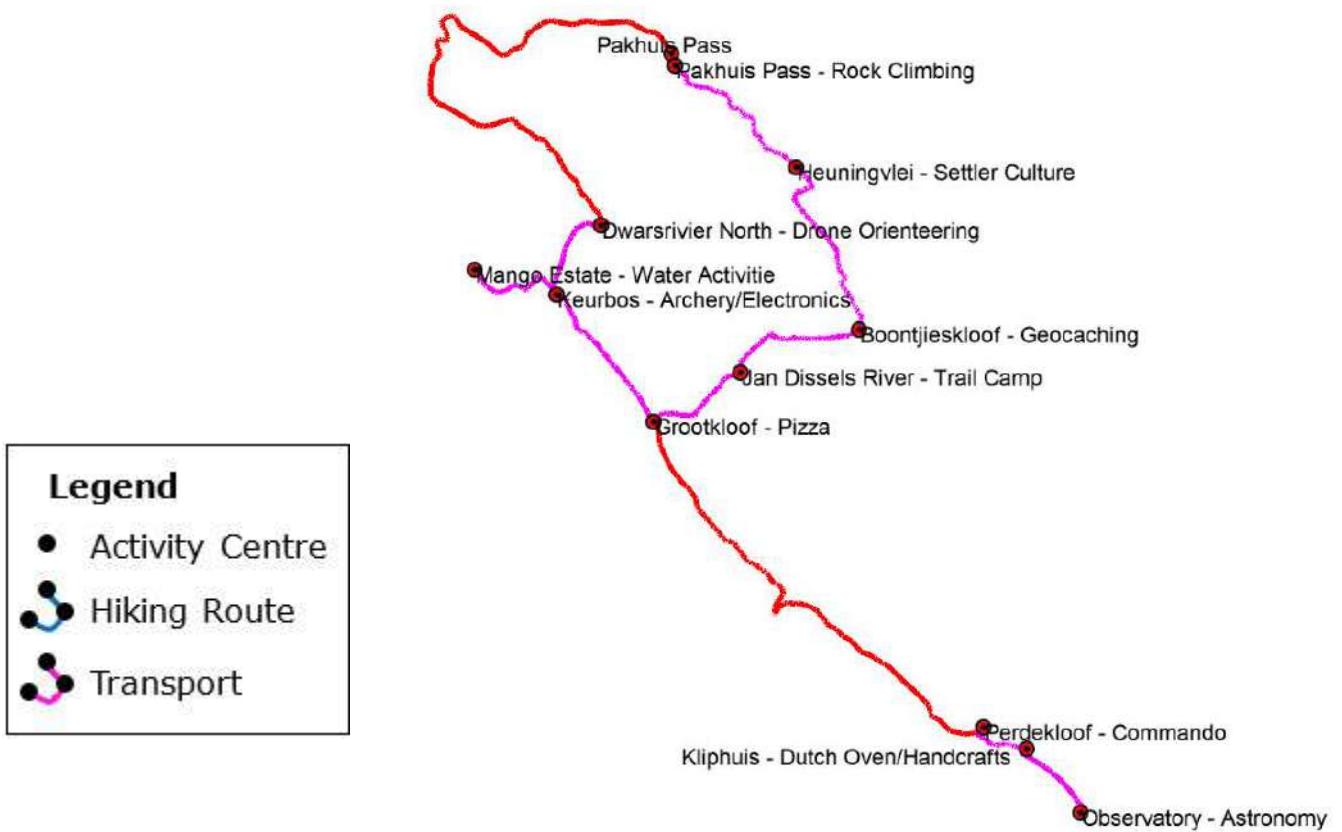 Pakhuis Pass
Pakhuis Pass - Rock Climbing
Heuningvlei - Settler Culture
Dwarsrivier North - Drone Orienteering
Mango Estate - Water Activitie
Keurbos - Archery/Electronics
Boontjieskloof - Geocaching
Jan Dissels River - Trail Camp
Grootkloof - Pizza
Legend
Activity Centre
Hiking Route
Transport
Perdekloof - Commando
Kliphuis - Dutch Oven/Handcrafts
Observatory - Astronomy